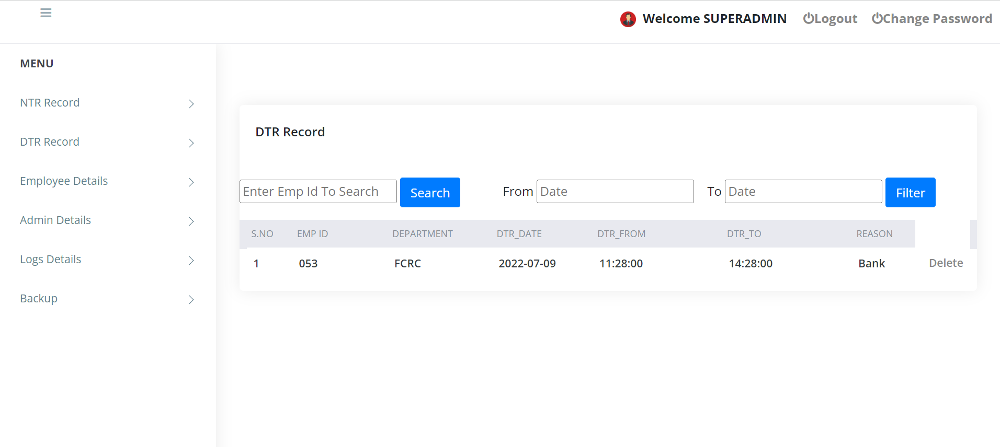 Welcome SUPERADMIN Logout Change Password
MENU
NTR Record
DTR Record
Employee Details
Admin Details
Logs Details
Backup
DTR Record
Enter Emp Id To Search Search From Date To Date Filter
S.NO EMP ID DEPARTMENT DTR_DATE DTR_FROM DTR_TO REASON
1 053 FCRC 2022-07-09 11:28:00 14:28:00 Bank Delete